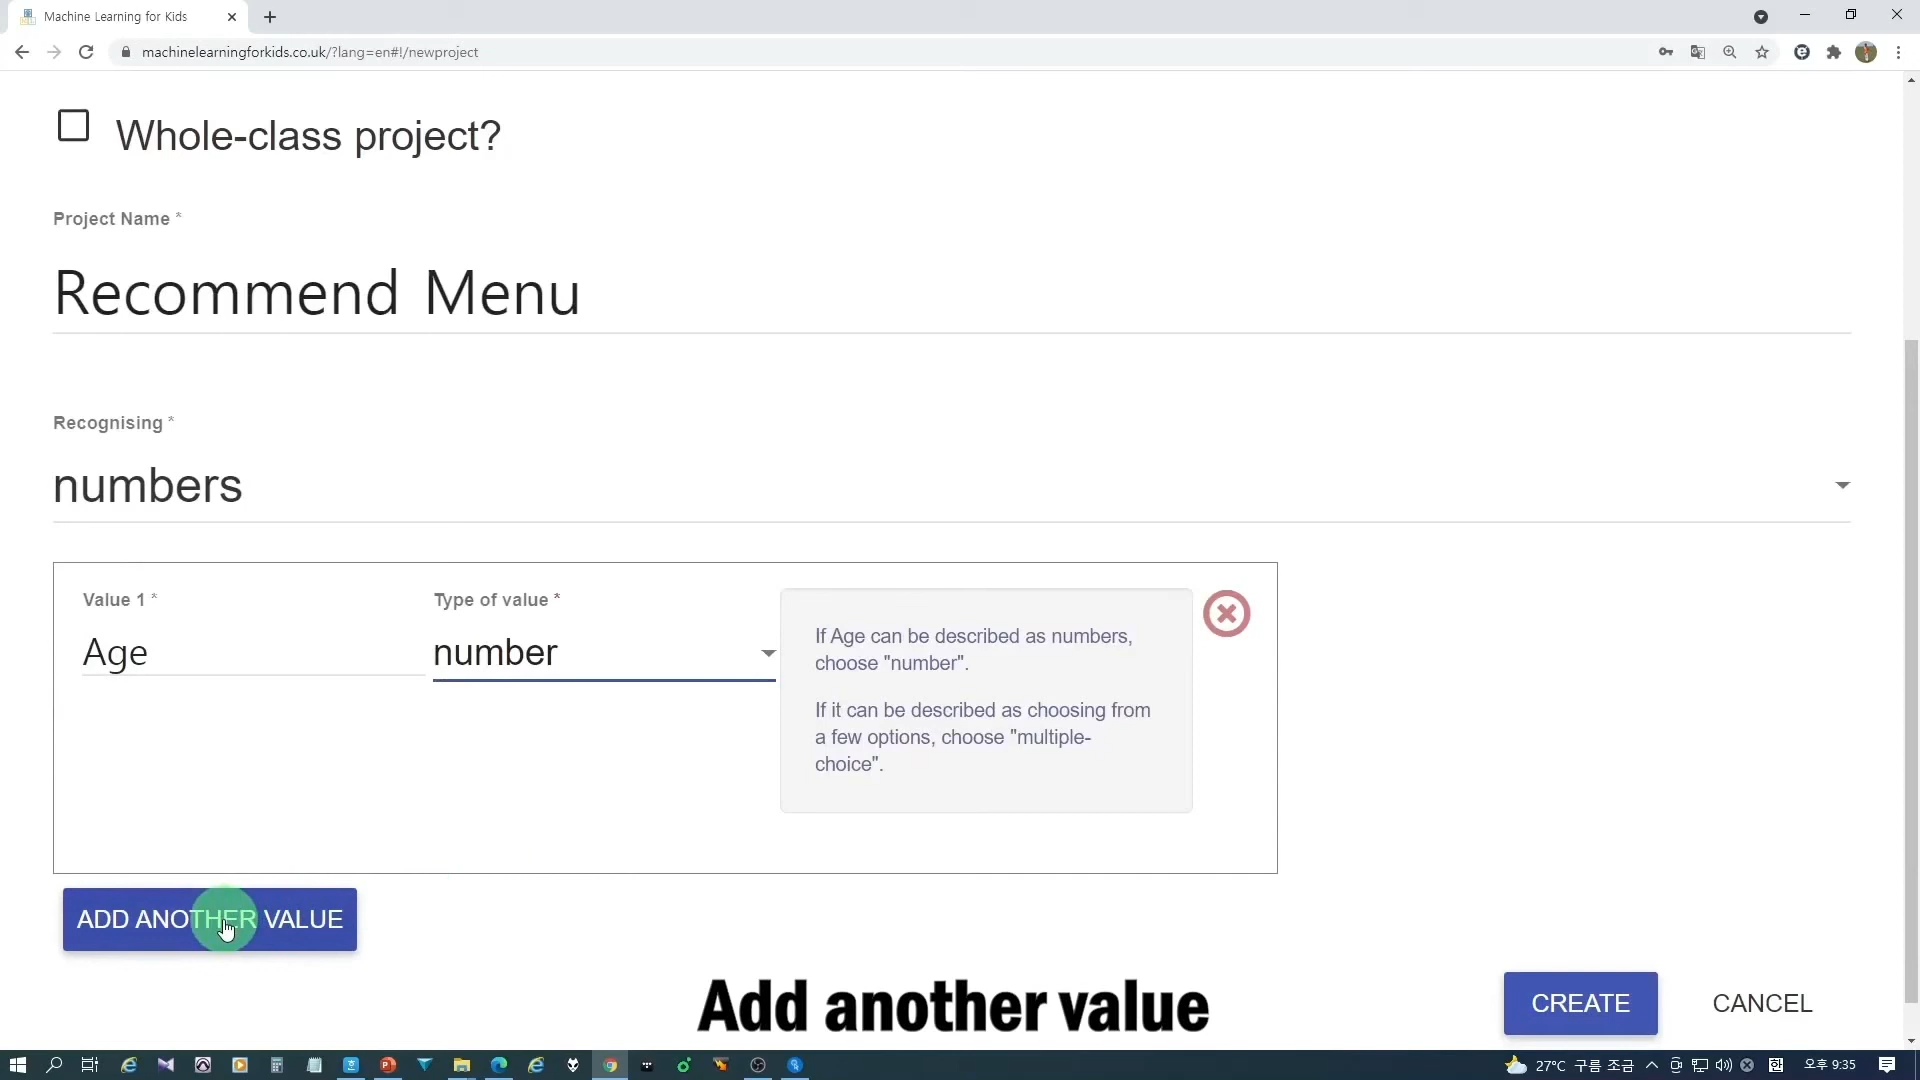 Machine Learning for Kids
machinelearningforkids.co.uk/?lang=en#!/newproject
Whole-class project?
Project Name *
Recommend Menu
Recognising *
numbers
Value 1 *
Type of value *
Age
number
If Age can be described as numbers,
choose "number".
If it can be described as choosing from
a few options, choose "multiple-
choice".
ADD ANOTHER VALUE
Add another value
CREATE
CANCEL
27°C 구름 조금
오후 9:35